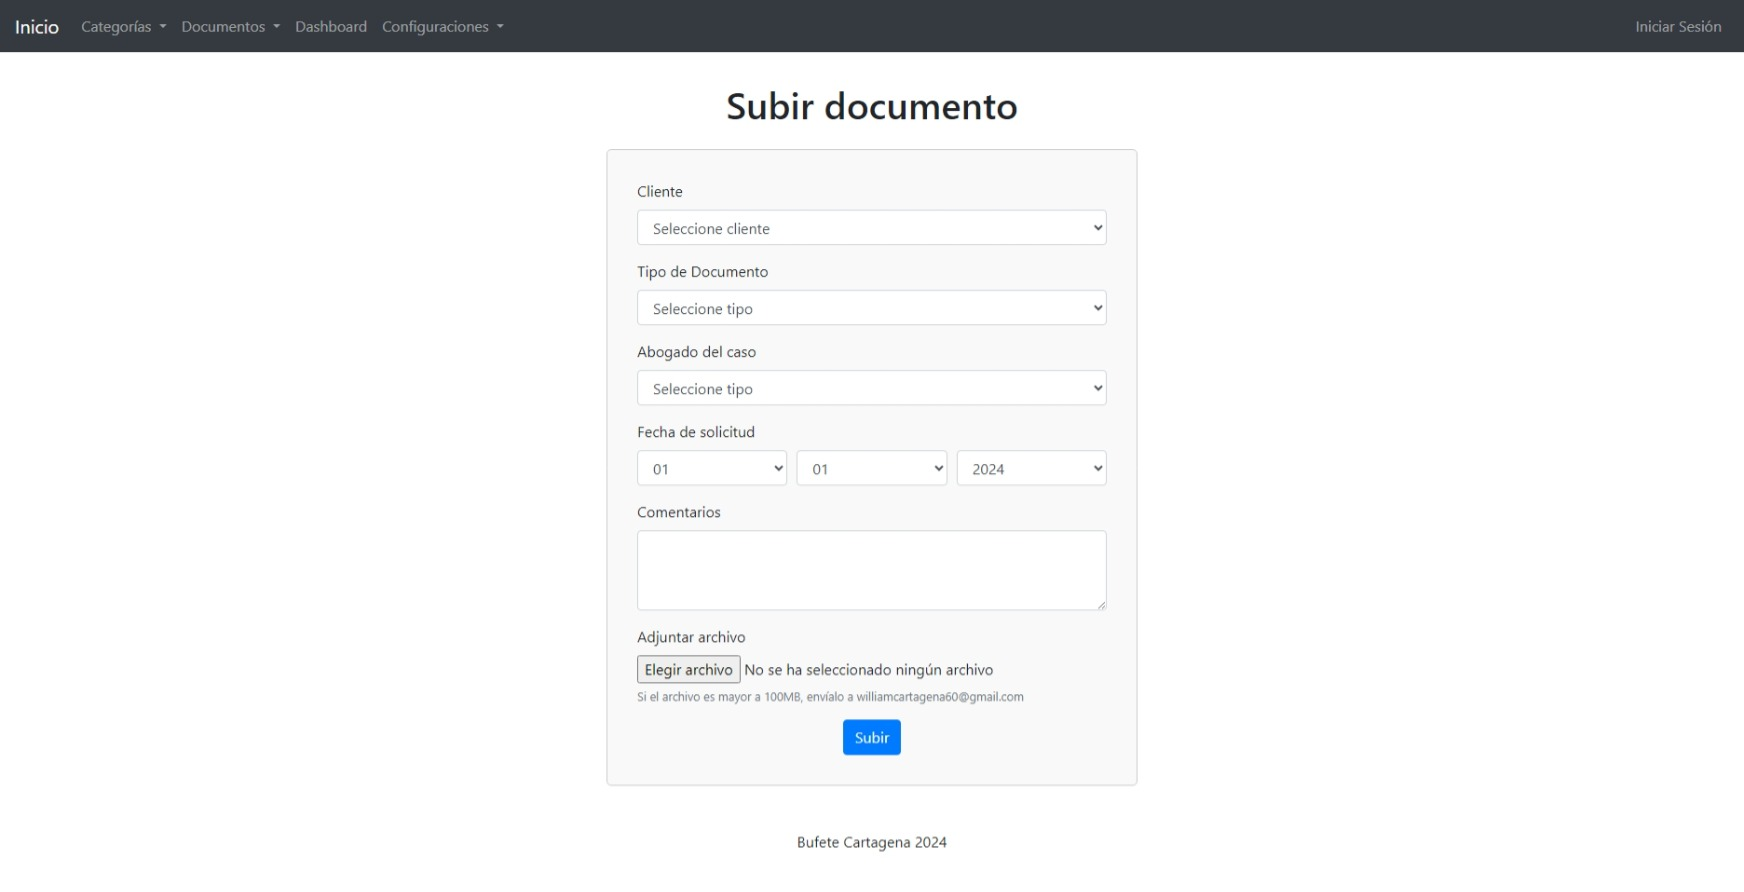 Inicio Categorías Documentos Dashboard Configuraciones Iniciar Sesión
Subir documento
Cliente
Seleccione cliente
Tipo de Documento
Seleccione tipo
Abogado del caso
Seleccione tipo
Fecha de solicitud
01 01 2024
Comentarios
Adjuntar archivo
Elegir archivo No se ha seleccionado ningún archivo
Si el archivo es mayor a 100MB, envíalo a williamcartagena60@gmail.com
Subir
Bufete Cartagena 2024